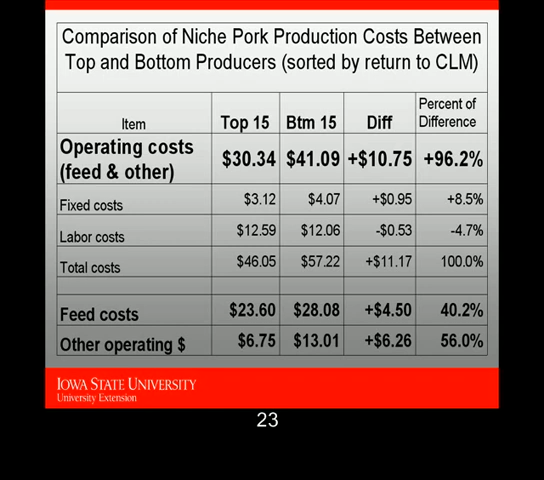 Comparison of Niche Pork Production Costs Between
Top and Bottom Producers (sorted by return to CLM)
Item Top 15 Btm 15 Diff Percent of Difference
Operating costs (feed & other) $30.34 $41.09 +$10.75 +96.2%
Fixed costs $3.12 $4.07 +$0.95 +8.5%
Labor costs $12.59 $12.06 -$0.53 -4.7%
Total costs $46.05 $57.22 +$11.17 100.0%
Feed costs $23.60 $28.08 +$4.50 40.2%
Other operating $ $6.75 $13.01 +$6.26 56.0%
IOWA STATE UNIVERSITY
University Extension
23